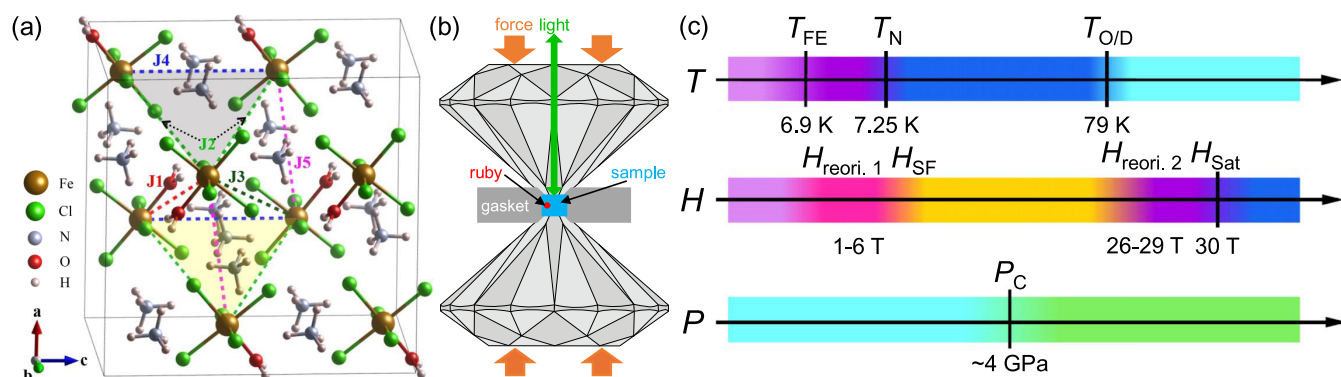 (a)
J4
J2
J5
J1
J3
Fe
Cl
N
O
H
a
b
c
(b)
force light
ruby
sample
gasket
(c)
T_FE T_N T_O/D
T
6.9 K 7.25 K 79 K
H_reori. 1 H_SF H_reori. 2 H_Sat
H
1-6 T 26-29 T 30 T
P_C
P
~4 GPa